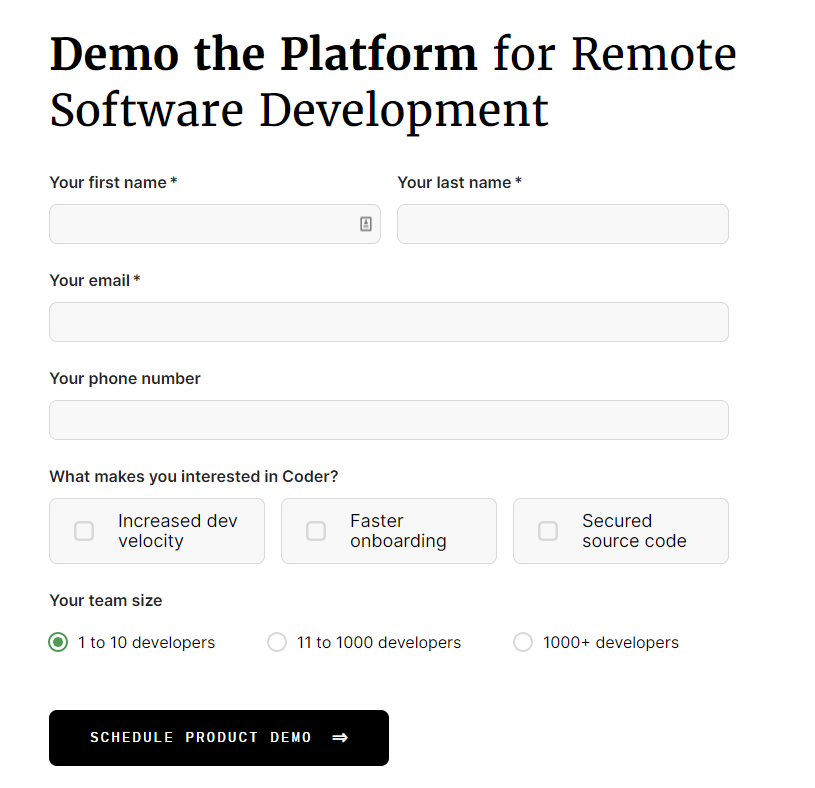 Demo the Platform for Remote
Software Development
Your first name *
Your last name *
Your email *
Your phone number
What makes you interested in Coder?
Increased dev
velocity
Faster
onboarding
Secured
source code
Your team size
1 to 10 developers
11 to 1000 developers
1000+ developers
SCHEDULE PRODUCT DEMO ⇒